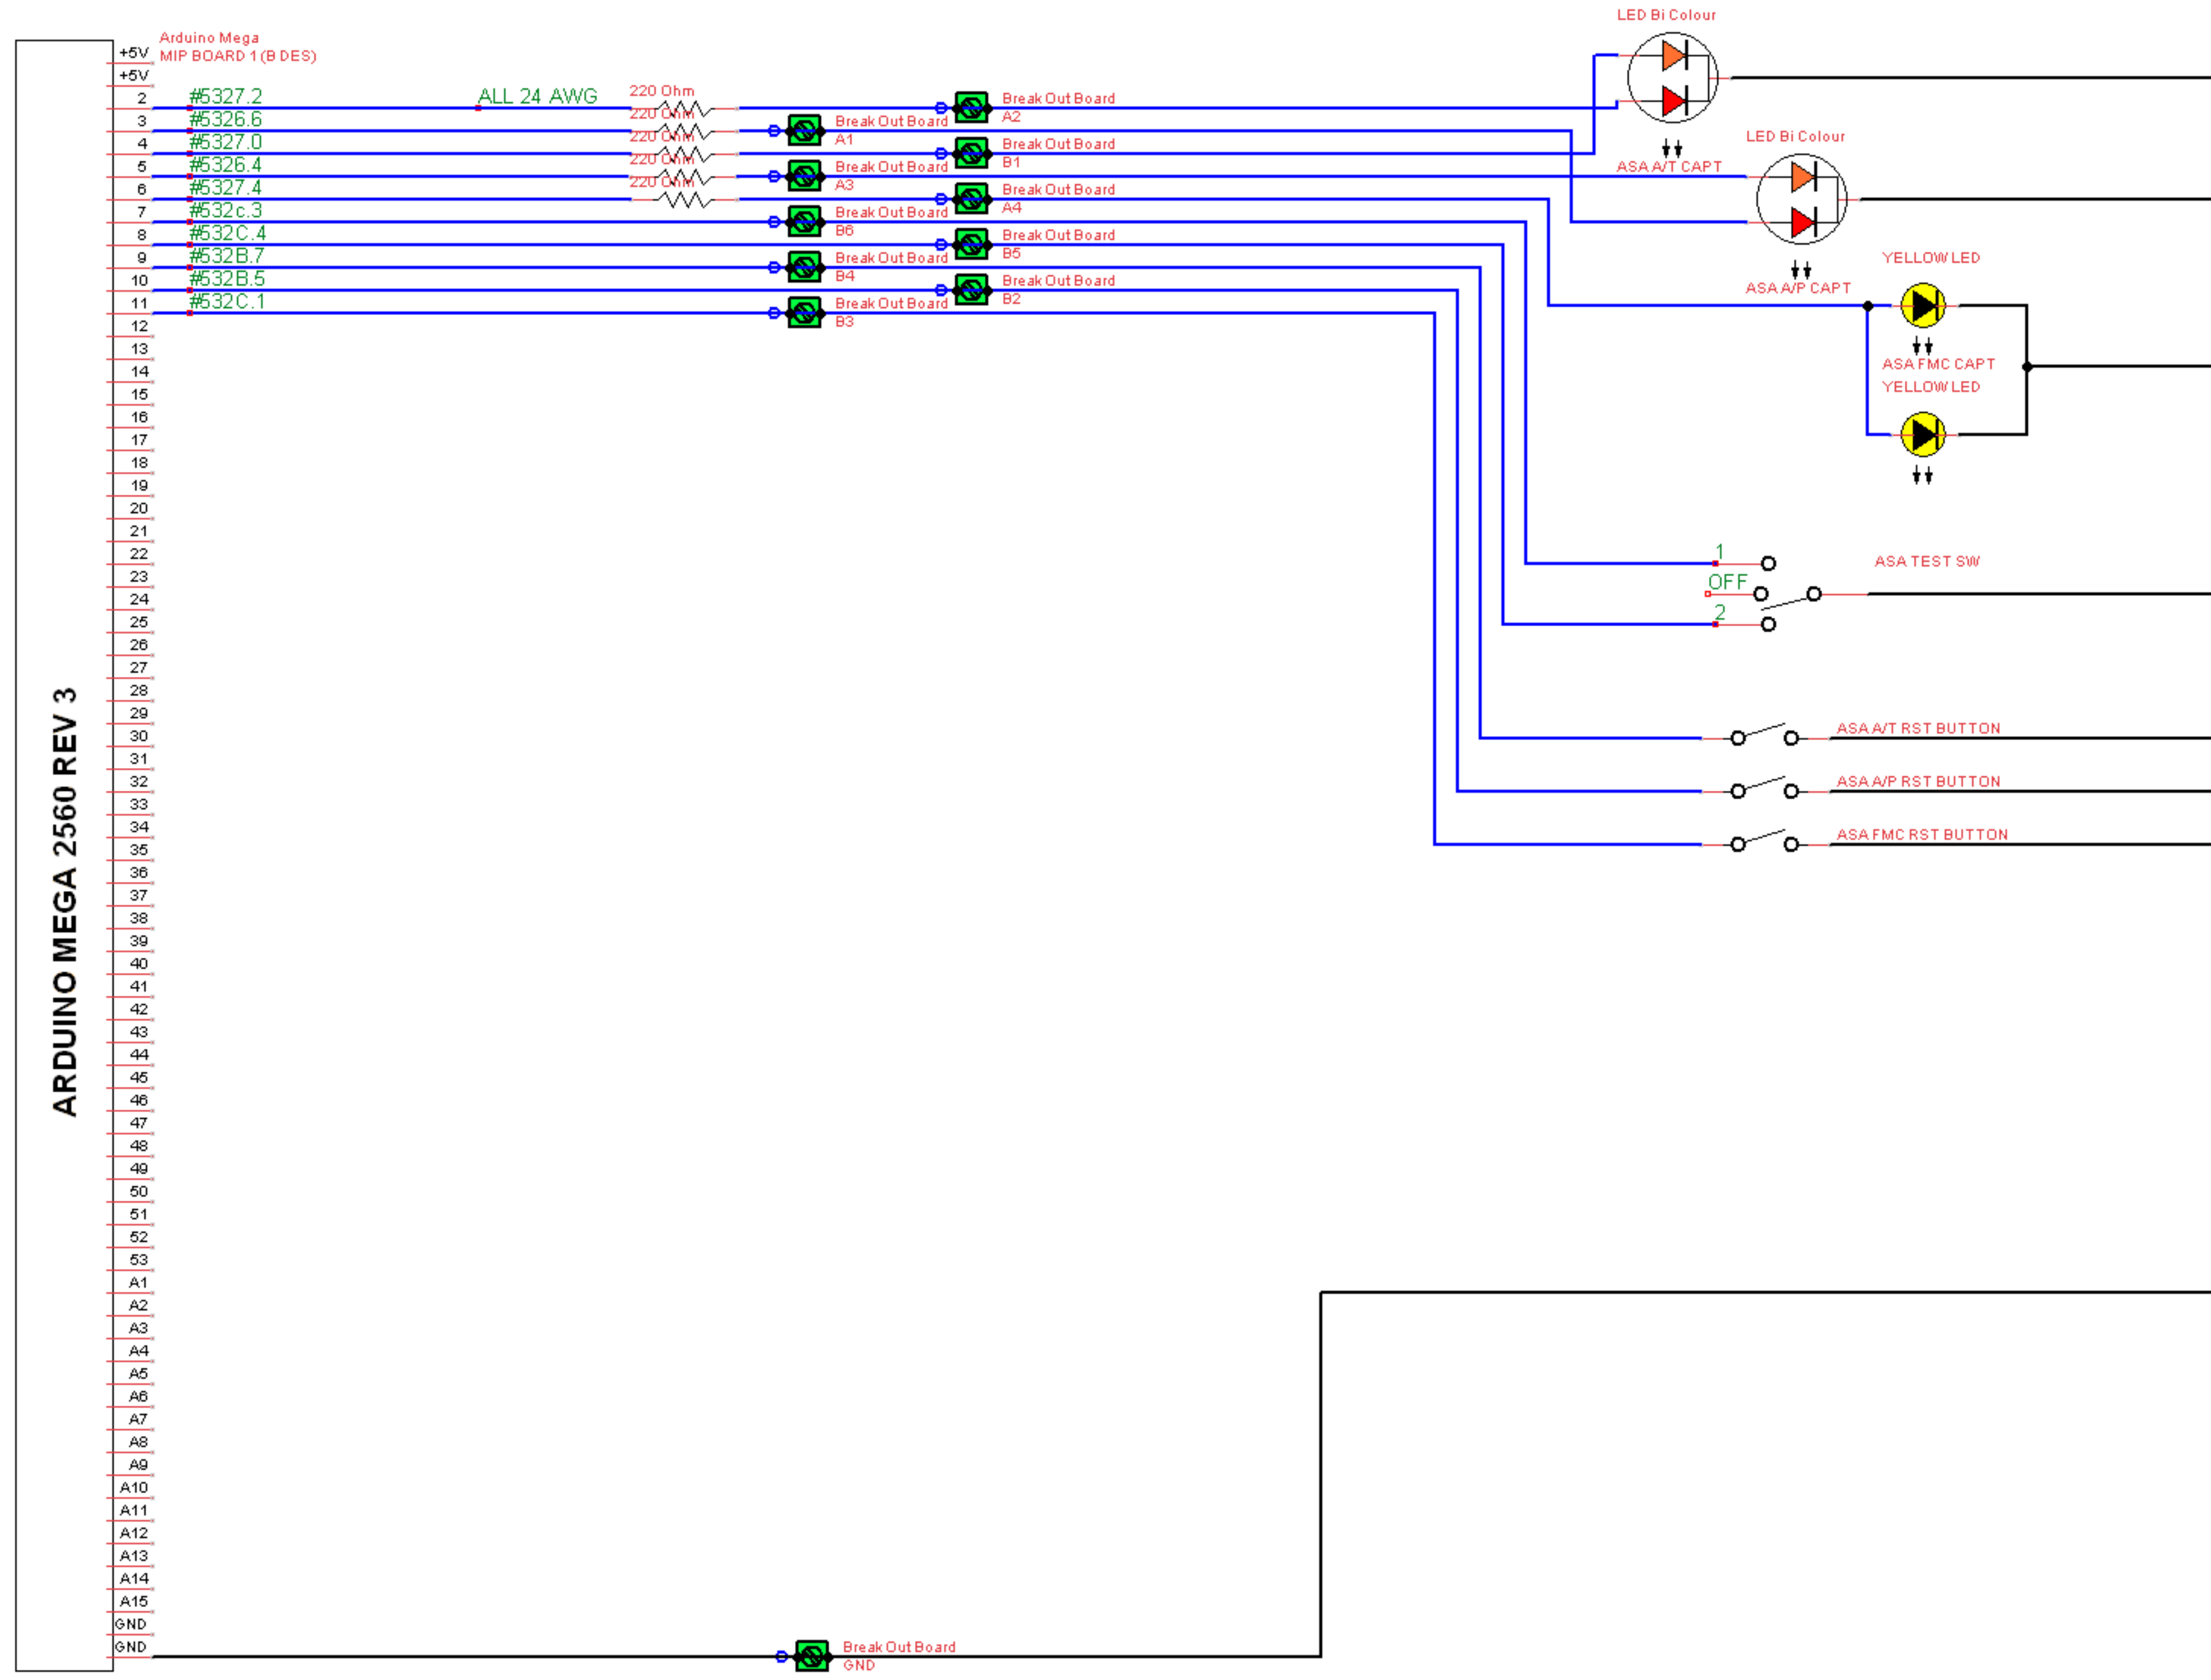 LED Bi Colour
Arduino Mega
MIP BOARD 1 (B DES)
+5V
+5V
2
#5327.2
ALL 24 AWG
220 Ohm
Break Out Board
A2
3
#5326.6
220 Ohm
Break Out Board
A1
4
#5327.0
220 Ohm
Break Out Board
B1
5
#5326.4
220 Ohm
Break Out Board
A3
6
#5327.4
220 Ohm
Break Out Board
A4
7
#532c.3
Break Out Board
B6
8
#532C.4
Break Out Board
B5
9
#532B.7
Break Out Board
B4
10
#532B.5
Break Out Board
B2
11
#532C.1
Break Out Board
B3
ASA A/T CAPT
LED Bi Colour
ASA A/P CAPT
YELLOW LED
ASA FMC CAPT
YELLOW LED
1
OFF
2
ASA TEST SW
ASA A/T RST BUTTON
ASA A/P RST BUTTON
ASA FMC RST BUTTON
12
13
14
15
16
17
18
19
20
21
22
23
24
25
26
27
28
29
30
31
32
33
34
35
36
37
38
39
40
41
42
43
44
45
46
47
48
49
50
51
52
53
A1
A2
A3
A4
A5
A6
A7
A8
A9
A10
A11
A12
A13
A14
A15
GND
GND
Break Out Board
GND
ARDUINO MEGA 2560 REV 3